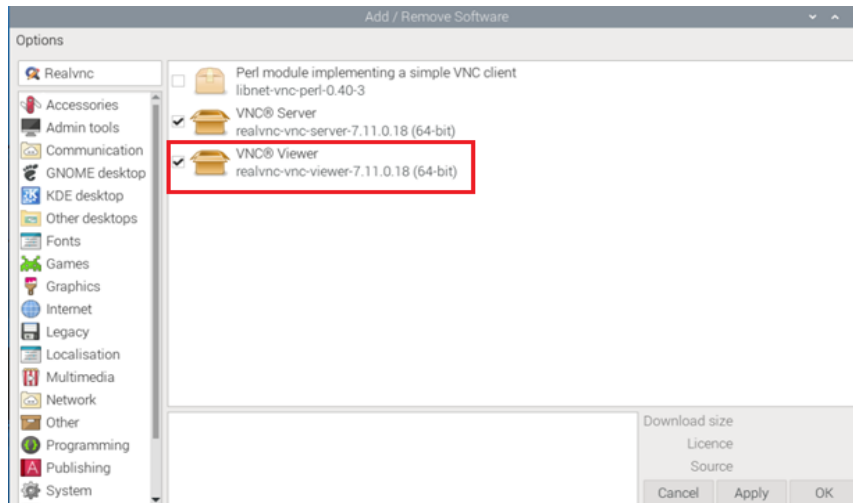 Add / Remove Software
Options
Realvnc
Accessories
Admin tools
Communication
GNOME desktop
KDE desktop
Other desktops
Fonts
Games
Graphics
Internet
Legacy
Localisation
Multimedia
Network
Other
Programming
Publishing
System
Perl module implementing a simple VNC client
libnet-vnc-perl-0.40-3
VNC® Server
realvnc-vnc-server-7.11.0.18 (64-bit)
VNC® Viewer
realvnc-vnc-viewer-7.11.0.18 (64-bit)
Download size
Licence
Source
Cancel Apply OK